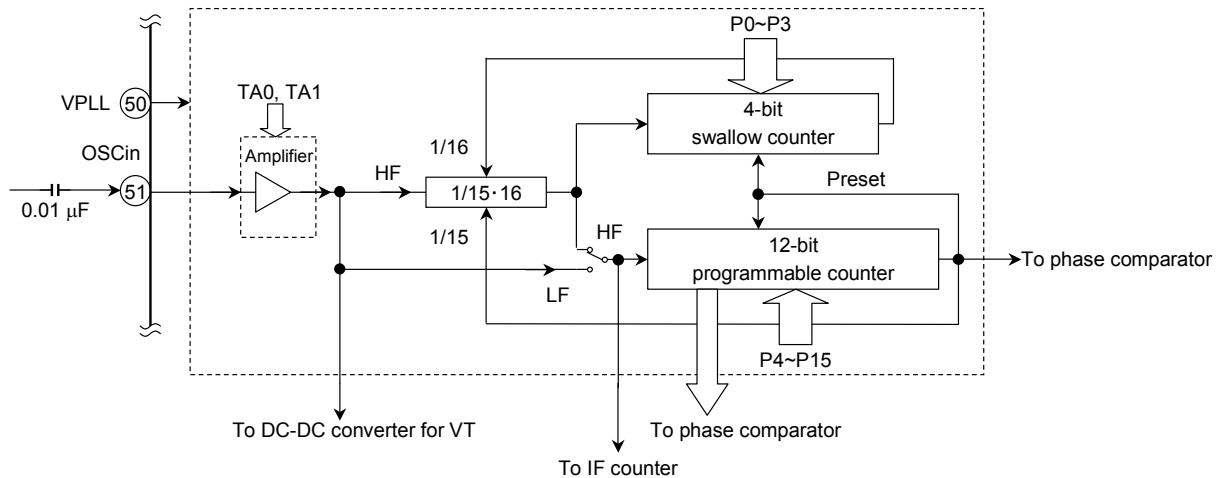 P0~P3
VPLL 50
TA0, TA1
4-bit
swallow counter
OSCin
51
0.01 μF
Amplifier
HF
1/16
1/15·16
1/15
Preset
HF
LF
12-bit
programmable counter
To phase comparator
P4~P15
To DC-DC converter for VT
To phase comparator
To IF counter